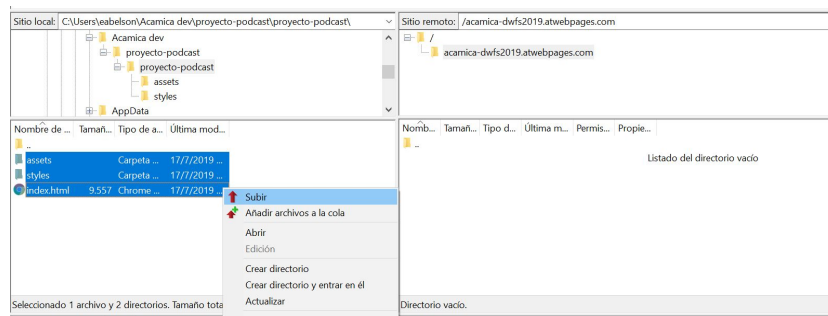 Sitio local: C:\Users\eabelson\Acamica dev\proyecto-podcast\proyecto-podcast\
Acamica dev
proyecto-podcast
proyecto-podcast
assets
styles
AppData
Nombre de ... Tamañ... Tipo de a... Última mod...
..
assets Carpeta ... 17/7/2019 ...
styles Carpeta ... 17/7/2019 ...
index.html 9.557 Chrome ... 17/7/2019 ...
Subir
Añadir archivos a la cola
Abrir
Edición
Crear directorio
Crear directorio y entrar en él
Actualizar
Seleccionado 1 archivo y 2 directorios. Tamaño tota
Sitio remoto: /acamica-dwfs2019.atwebpages.com
/
acamica-dwfs2019.atwebpages.com
Nomb... Tamañ... Tipo d... Última m... Permis... Propie...
..
Listado del directorio vacío
Directorio vacío.